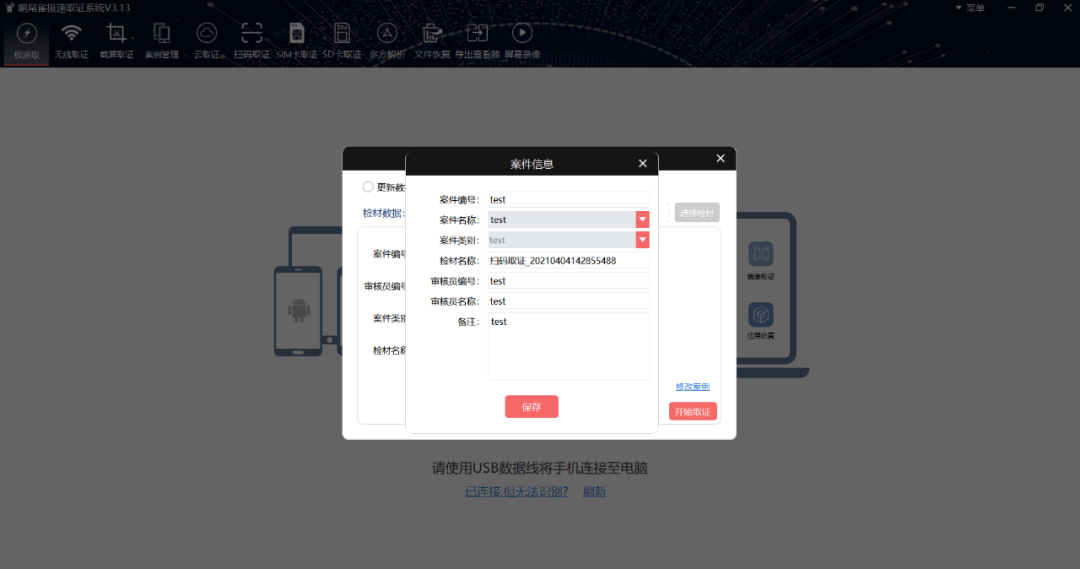 响尾雀极速取证系统V3.13
菜单
极速取 无线取证 截屏取证 案例管理 云取证 扫码取证 SIM卡取证 SD卡取证 多方解析 文件恢复 导出查看器 屏幕录像
案件信息
更新数
检材数据:
选择检材
案件编号
审核员编号
案件类别
检材名称
案件编号: test
案件名称: test
案件类别: test
检材名称: 扫码取证_20210404142855488
审核员编号: test
审核员名称: test
备注: test
保存
修改案例
开始取证
镜像取证
应用仿真
请使用USB数据线将手机连接至电脑
已连接,但无法识别? 刷新